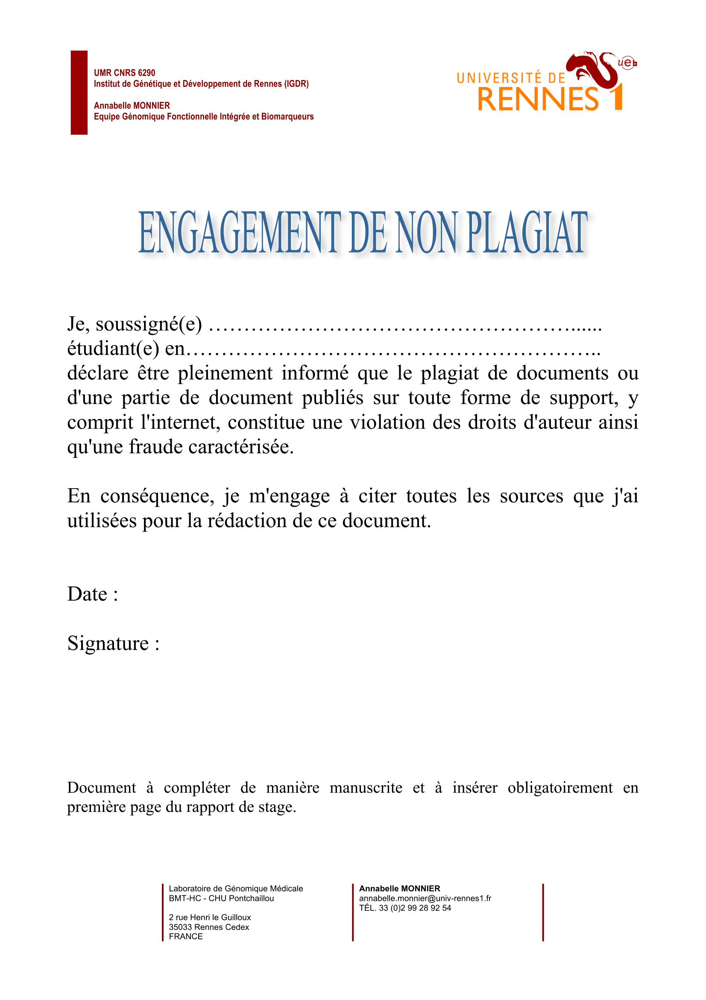 UMR CNRS 6290
Institut de Génétique et Développement de Rennes (IGDR)
Annabelle MONNIER
Equipe Génomique Fonctionnelle Intégrée et Biomarqueurs
ueb
UNIVERSITÉ DE
RENNES 1
ENGAGEMENT DE NON PLAGIAT
Je, soussigné(e) …………………………………………….......
étudiant(e) en…………………………………………………..
déclare être pleinement informé que le plagiat de documents ou
d'une partie de document publiés sur toute forme de support, y
comprit l'internet, constitue une violation des droits d'auteur ainsi
qu'une fraude caractérisée.
En conséquence, je m'engage à citer toutes les sources que j'ai
utilisées pour la rédaction de ce document.
Date :
Signature :
Document à compléter de manière manuscrite et à insérer obligatoirement en
première page du rapport de stage.
Laboratoire de Génomique Médicale
BMT-HC - CHU Pontchaillou
2 rue Henri le Guilloux
35033 Rennes Cedex
FRANCE
Annabelle MONNIER
annabelle.monnier@univ-rennes1.fr
TÉL. 33 (0)2 99 28 92 54